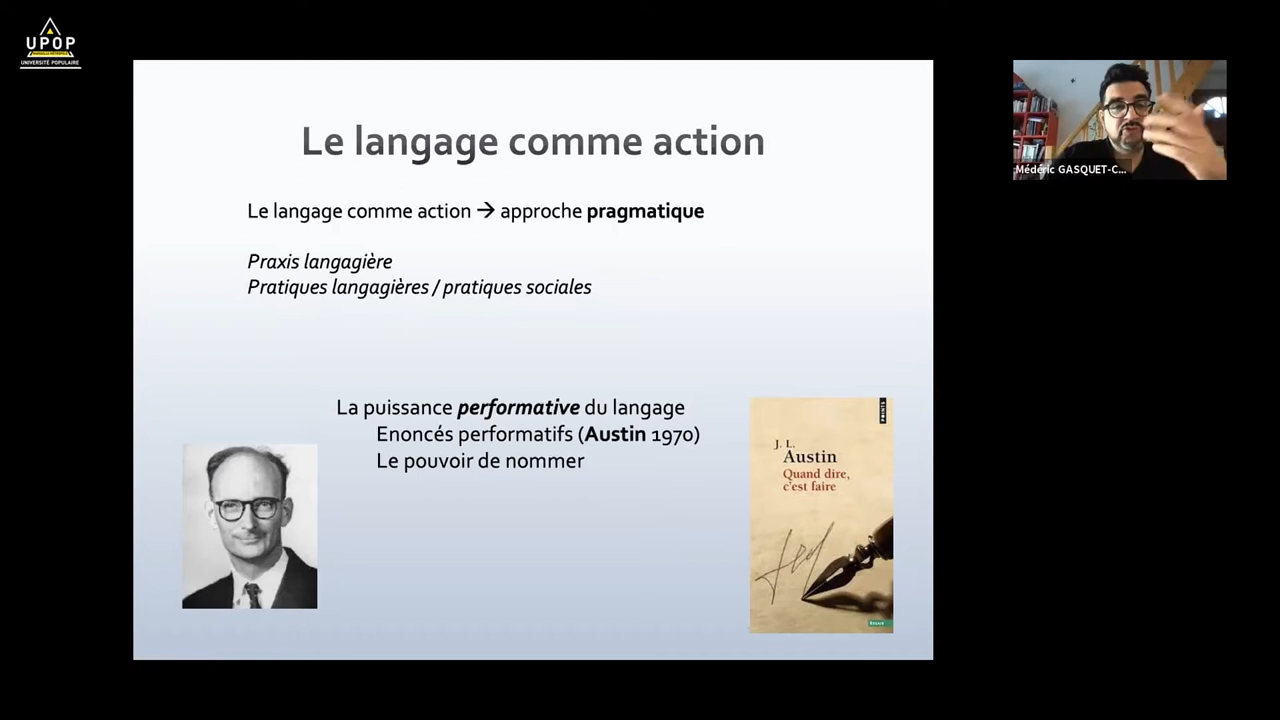 UPOP
UNIVERSITÉ POPULAIRE
Le langage comme action
Le langage comme action → approche pragmatique
Praxis langagière
Pratiques langagières / pratiques sociales
La puissance performative du langage
Enoncés performatifs (Austin 1970)
Le pouvoir de nommer
POINTS
J. L.
Austin
Quand dire,
c'est faire
Essais
Médéric GASQUET-C...